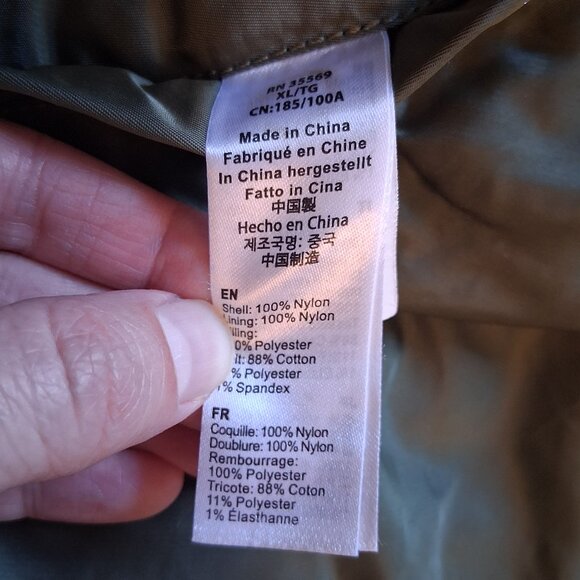 RN 35569
XL/TG
CN:185/100A
Made in China
Fabriqué en Chine
In China hergestellt
Fatto in Cina
中国製
Hecho en China
제조국명: 중국
中国制造
EN
Shell: 100% Nylon
Lining: 100% Nylon
0% Polyester
88% Cotton
% Polyester
1% Spandex
FR
Coquille: 100% Nylon
Doublure: 100% Nylon
Rembourrage:
100% Polyester
Tricote: 88% Coton
11% Polyester
1% Élasthanne